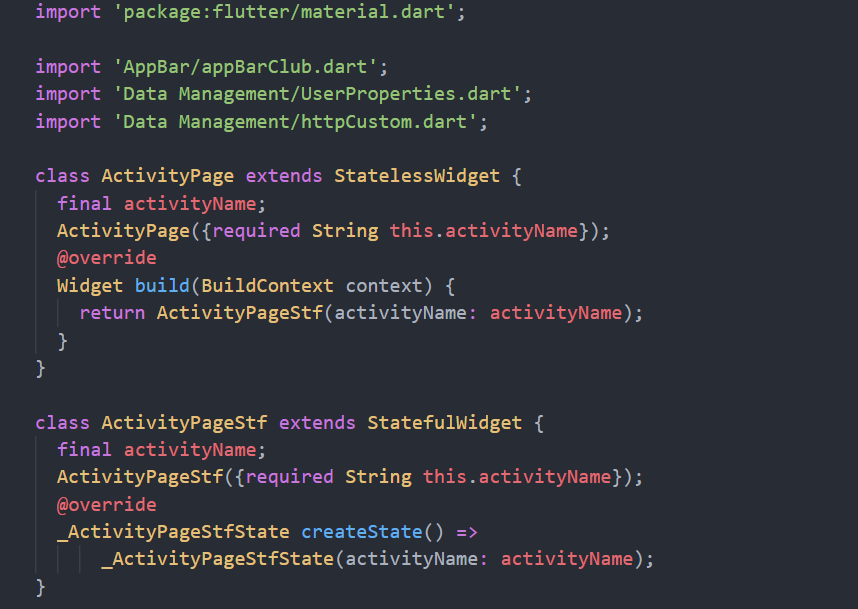 import 'package:flutter/material.dart';
import 'AppBar/appBarClub.dart';
import 'Data Management/UserProperties.dart';
import 'Data Management/httpCustom.dart';
class ActivityPage extends StatelessWidget {
final activityName;
ActivityPage({required String this.activityName});
@override
Widget build(BuildContext context) {
return ActivityPageStf(activityName: activityName);
}
}
class ActivityPageStf extends StatefulWidget {
final activityName;
ActivityPageStf({required String this.activityName});
@override
_ActivityPageStfState createState() =>
_ActivityPageStfState(activityName: activityName);
}